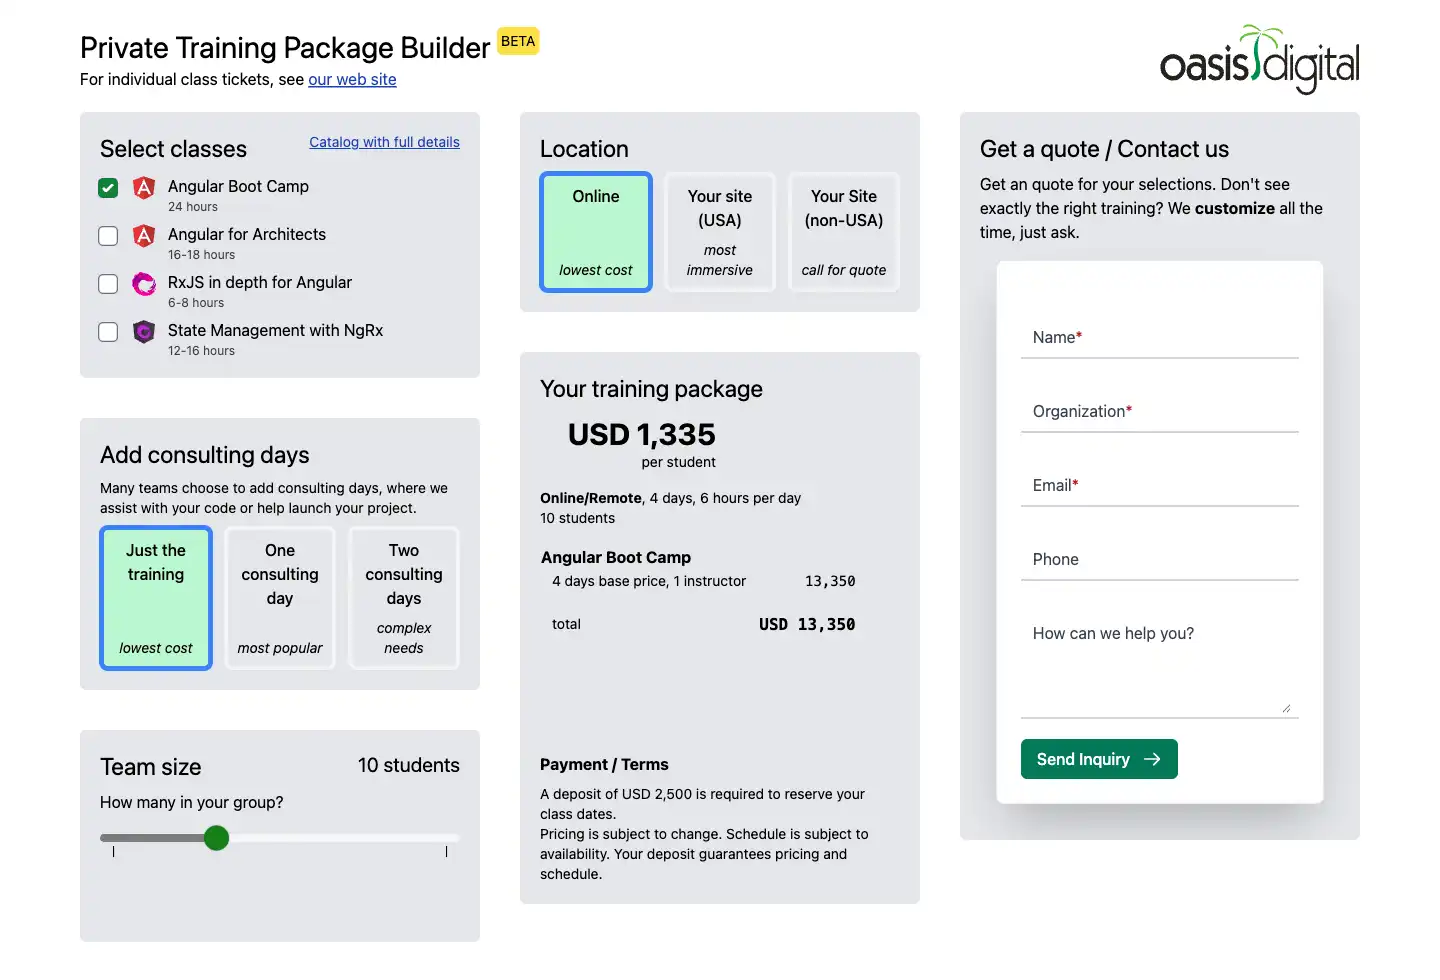 Private Training Package Builder BETA
For individual class tickets, see our web site
oasis digital
Select classes
Catalog with full details
Angular Boot Camp
24 hours
Angular for Architects
16-18 hours
RxJS in depth for Angular
6-8 hours
State Management with NgRx
12-16 hours
Add consulting days
Many teams choose to add consulting days, where we
assist with your code or help launch your project.
Just the
training
lowest cost
One
consulting
day
most popular
Two
consulting
days
complex
needs
Team size
10 students
How many in your group?
Location
Online
lowest cost
Your site
(USA)
most
immersive
Your Site
(non-USA)
call for quote
Your training package
USD 1,335
per student
Online/Remote, 4 days, 6 hours per day
10 students
Angular Boot Camp
4 days base price, 1 instructor 13,350
total USD 13,350
Payment / Terms
A deposit of USD 2,500 is required to reserve your
class dates.
Pricing is subject to change. Schedule is subject to
availability. Your deposit guarantees pricing and
schedule.
Get a quote / Contact us
Get an quote for your selections. Don't see
exactly the right training? We customize all the
time, just ask.
Name*
Organization*
Email*
Phone
How can we help you?
Send Inquiry →